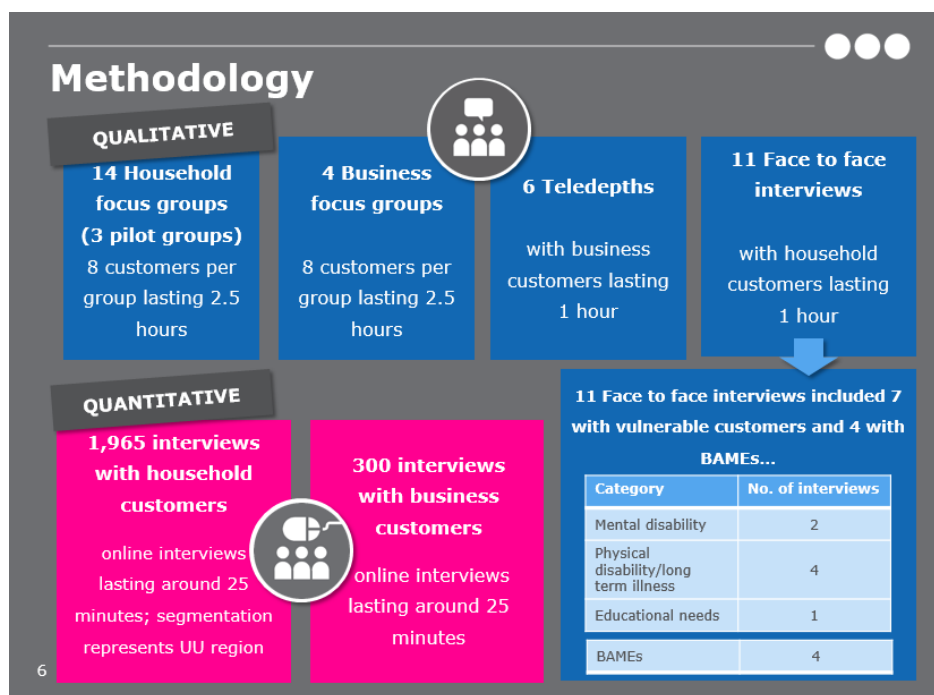 Methodology
QUALITATIVE
14 Household
focus groups
(3 pilot groups)
8 customers per
group lasting 2.5
hours
4 Business
focus groups
8 customers per
group lasting 2.5
hours
6 Teledepths
with business
customers lasting
1 hour
11 Face to face
interviews
with household
customers lasting
1 hour
QUANTITATIVE
1,965 interviews
with household
customers
online interviews
lasting around 25
minutes; segmentation
represents UU region
300 interviews
with business
customers
online interviews
lasting around 25
minutes
11 Face to face interviews included 7
with vulnerable customers and 4 with
BAMEs...
Category No. of interviews
Mental disability 2
Physical
disability/long
term illness 4
Educational needs 1
BAMEs 4
6